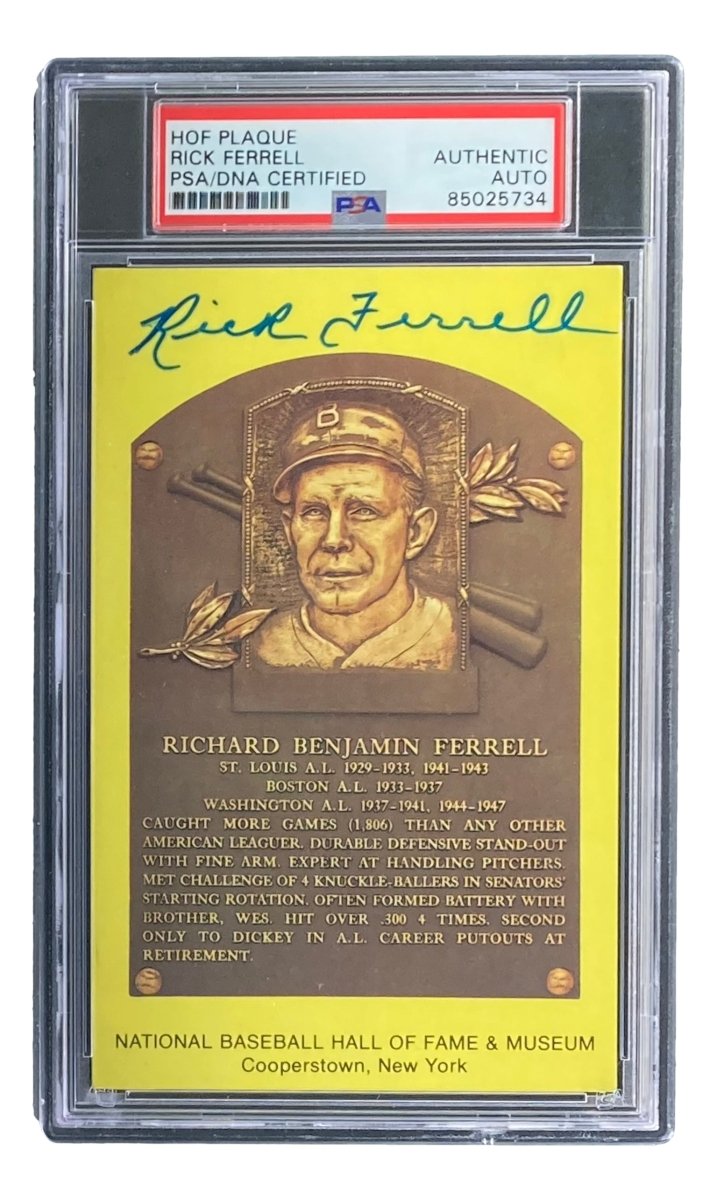 HOF PLAQUE
RICK FERRELL
PSA/DNA CERTIFIED
AUTHENTIC
AUTO
85025734
PSA
Rick Ferrell
B
RICHARD BENJAMIN FERRELL
ST. LOUIS A.L. 1929-1933, 1941-1943
BOSTON A.L. 1933-1937
WASHINGTON A.L. 1937-1941, 1944-1947
CAUGHT MORE GAMES (1,806) THAN ANY OTHER
AMERICAN LEAGUER. DURABLE DEFENSIVE STAND-OUT
WITH FINE ARM. EXPERT AT HANDLING PITCHERS.
MET CHALLENGE OF 4 KNUCKLE-BALLERS IN SENATORS'
STARTING ROTATION. OFTEN FORMED BATTERY WITH
BROTHER, WES. HIT OVER .300 4 TIMES. SECOND
ONLY TO DICKEY IN A.L. CAREER PUTOUTS AT
RETIREMENT.
NATIONAL BASEBALL HALL OF FAME & MUSEUM
Cooperstown, New York